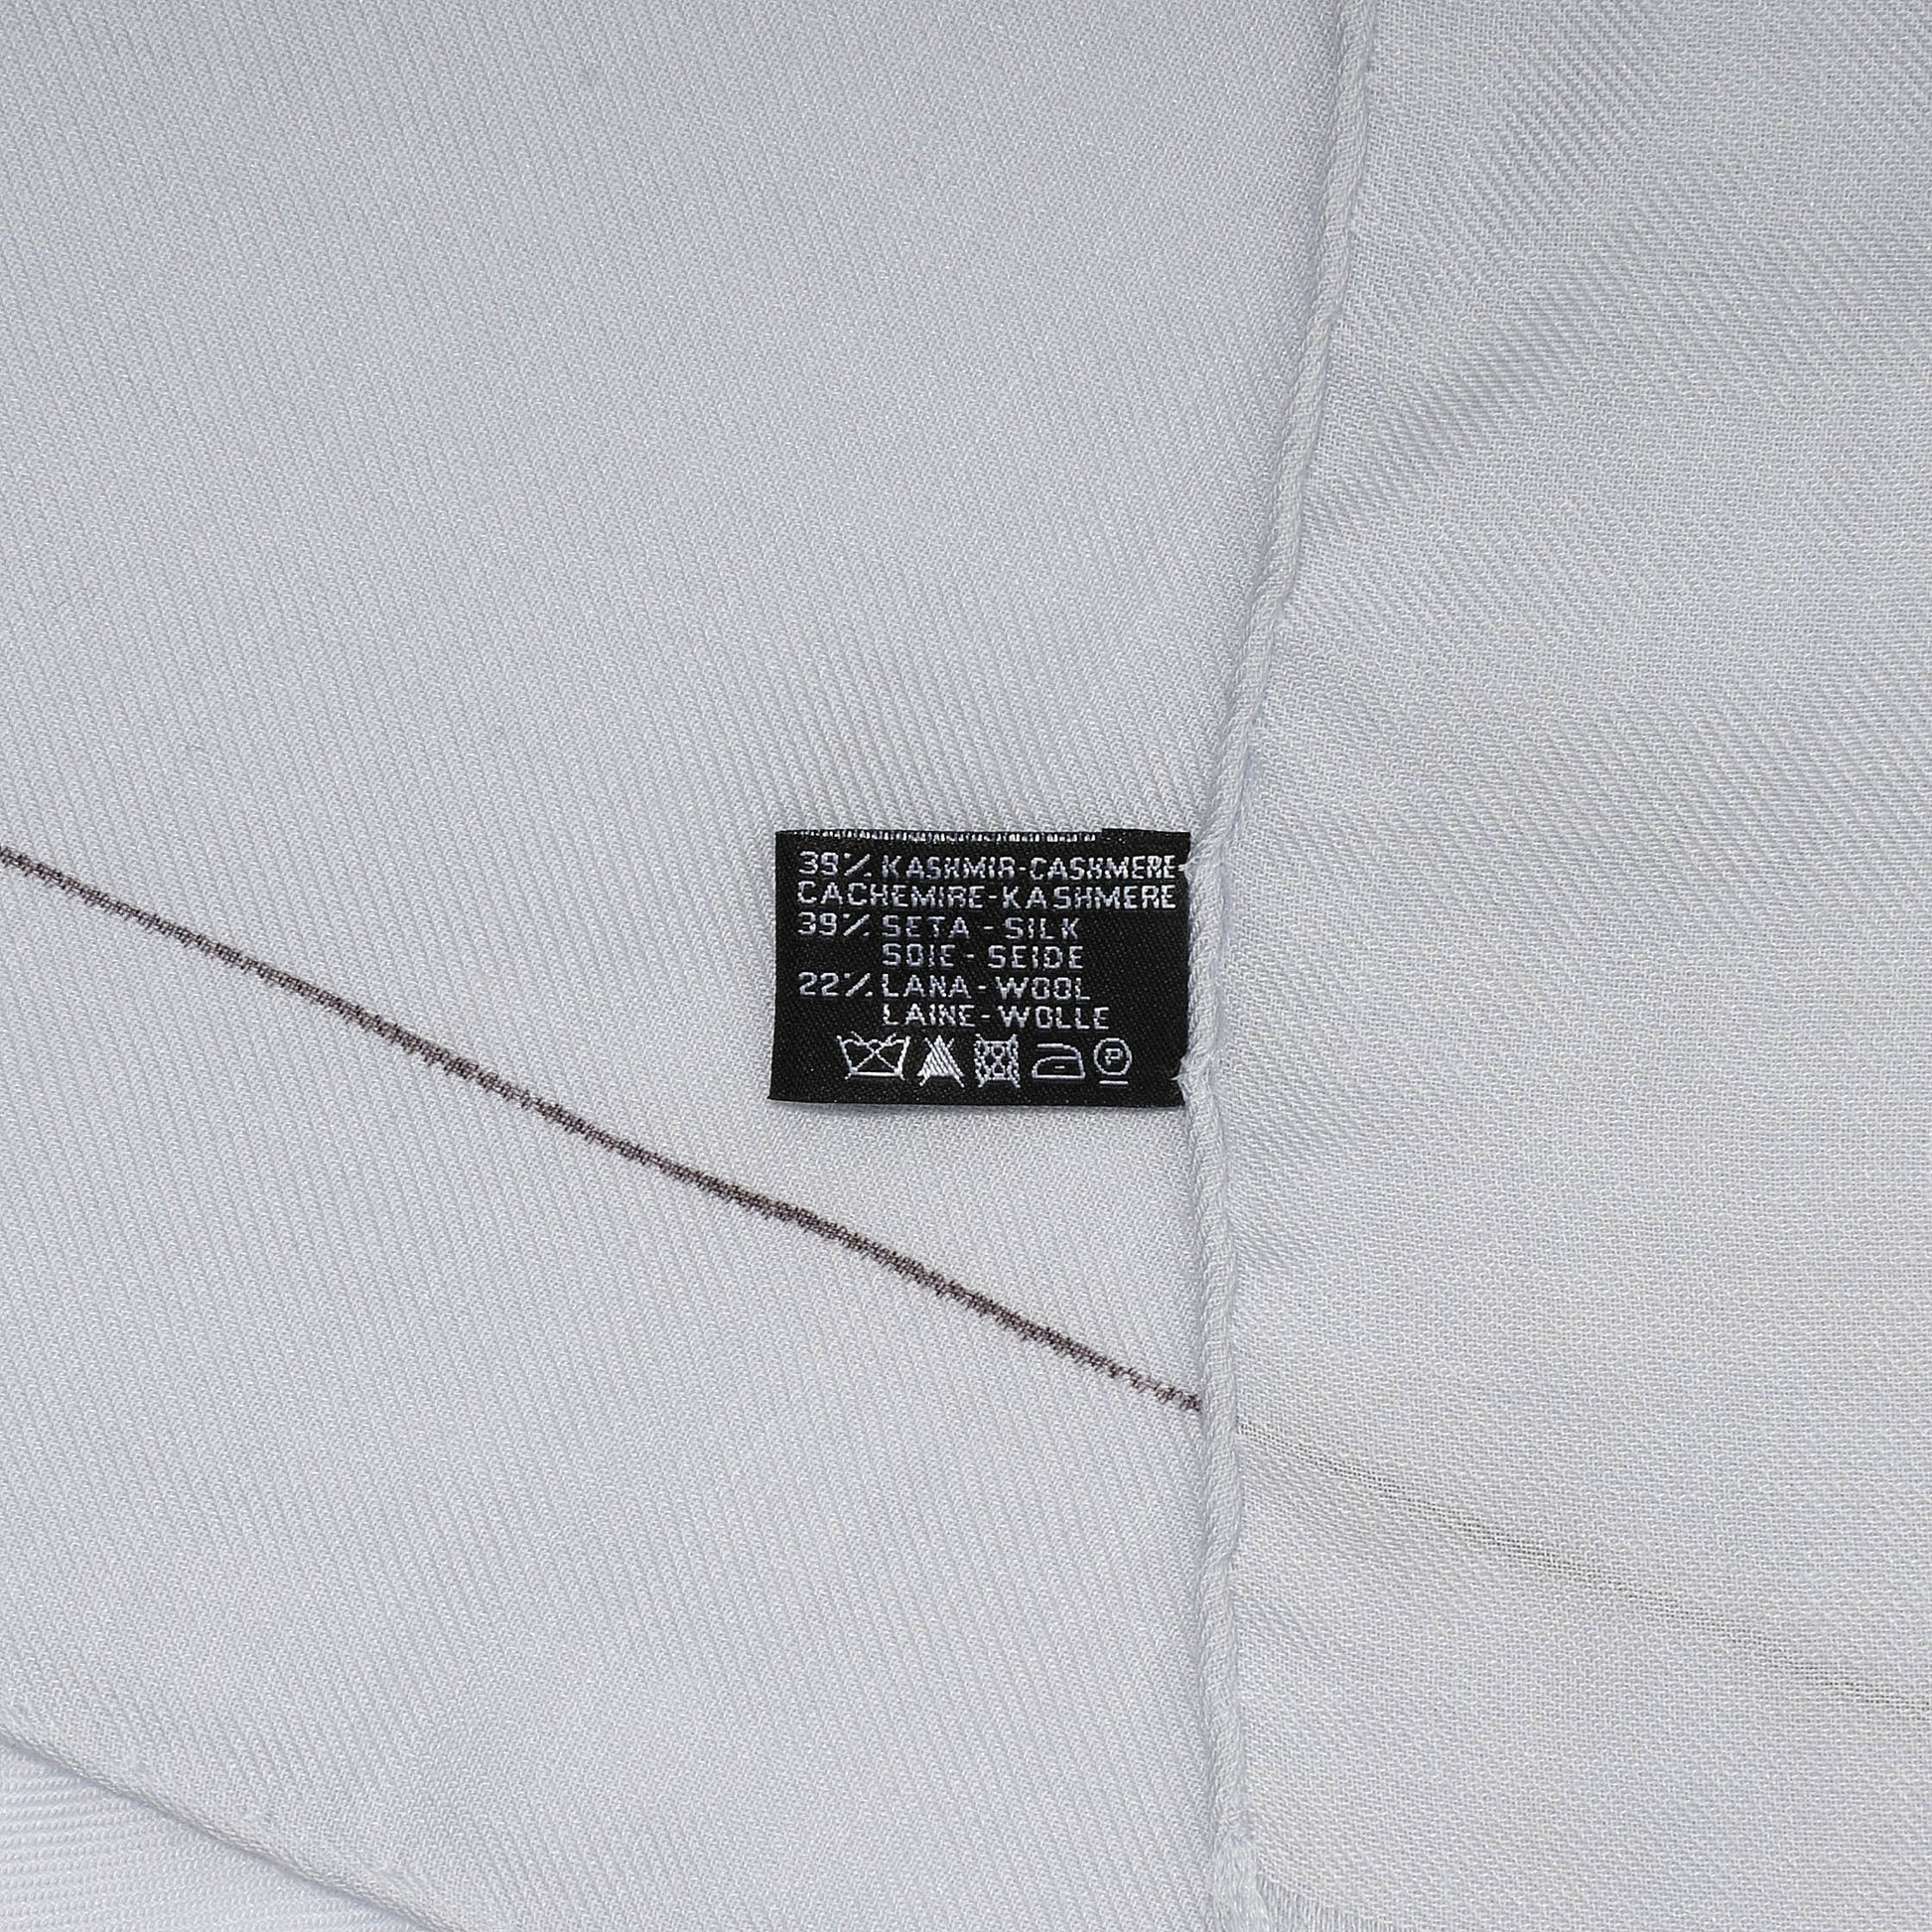 39% KASHMIR-CASHMERE
CACHEMIRE-KASHMERE
39% SETA - SILK
SOIE - SEIDE
22% LANA - WOOL
LAINE - WOLLE
P